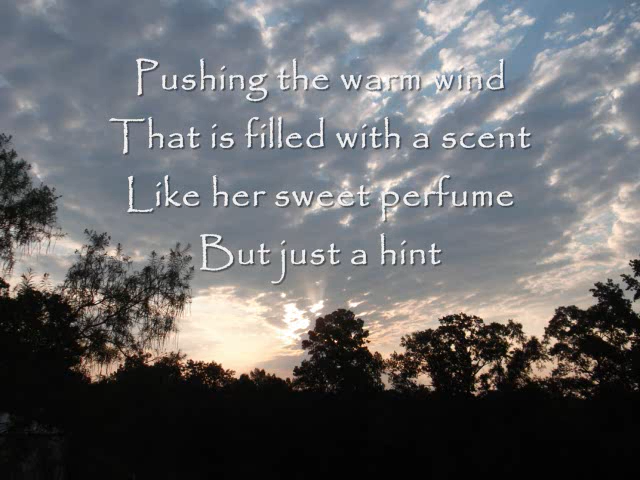 Pushing the warm wind
That is filled with a scent
Like her sweet perfume
But just a hint